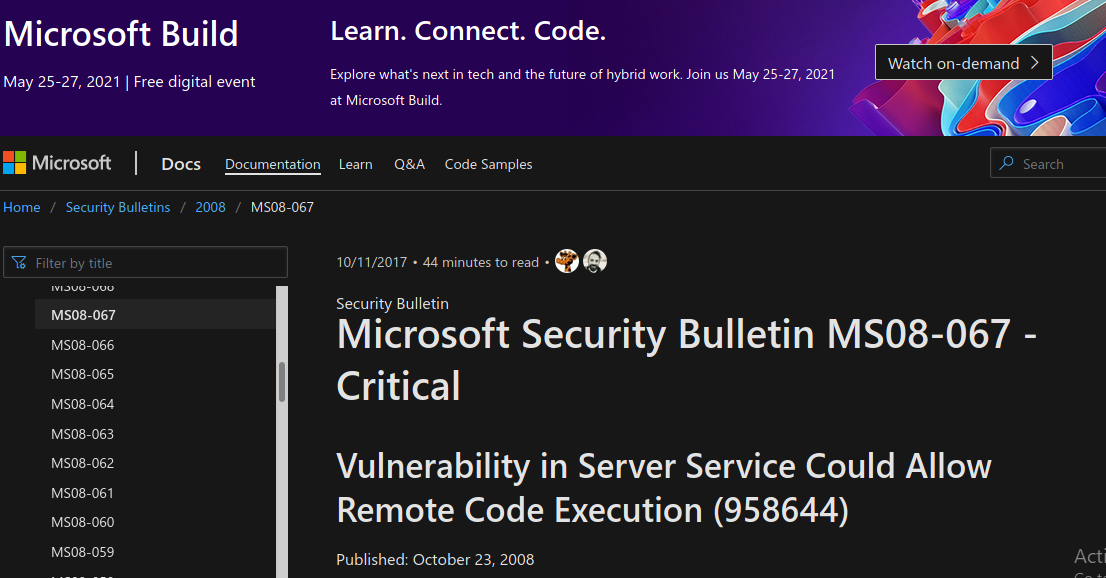 Microsoft Build
May 25-27, 2021 | Free digital event
Learn. Connect. Code.
Explore what's next in tech and the future of hybrid work. Join us May 25-27, 2021
at Microsoft Build.
Watch on-demand
Microsoft
Docs
Documentation
Learn
Q&A
Code Samples
Search
Home / Security Bulletins / 2008 / MS08-067
Filter by title
MS08-068
MS08-067
MS08-066
MS08-065
MS08-064
MS08-063
MS08-062
MS08-061
MS08-060
MS08-059
10/11/2017 • 44 minutes to read •
Security Bulletin
Microsoft Security Bulletin MS08-067 -
Critical
Vulnerability in Server Service Could Allow
Remote Code Execution (958644)
Published: October 23, 2008
Acti